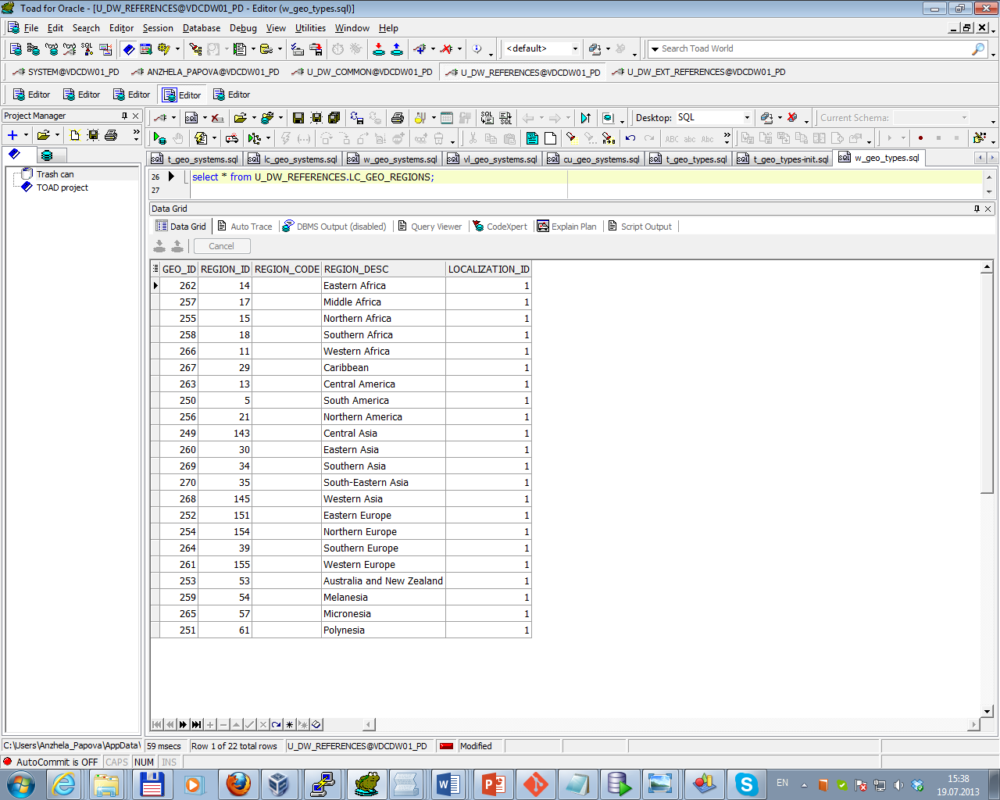 Toad for Oracle - [U_DW_REFERENCES@VDCDW01_PD - Editor (w_geo_types.sql)]
File Edit Search Editor Session Database Debug View Utilities Window Help
<default> Search Toad World
SYSTEM@VDCDW01_PD ANZHELA_PAPOVA@VDCDW01_PD U_DW_COMMON@VDCDW01_PD U_DW_REFERENCES@VDCDW01_PD U_DW_EXT_REFERENCES@VDCDW01_PD
Editor Editor Editor Editor Editor
Project Manager
Desktop: SQL Current Schema:
t_geo_systems.sql lc_geo_systems.sql w_geo_systems.sql vl_geo_systems.sql cu_geo_systems.sql t_geo_types.sql t_geo_types-init.sql w_geo_types.sql
Trash can
TOAD project
26 select * from U_DW_REFERENCES.LC_GEO_REGIONS;
27
Data Grid
Data Grid Auto Trace DBMS Output (disabled) Query Viewer CodeXpert Explain Plan Script Output
Cancel
GEO_ID REGION_ID REGION_CODE REGION_DESC LOCALIZATION_ID
262 14 Eastern Africa 1
257 17 Middle Africa 1
255 15 Northern Africa 1
258 18 Southern Africa 1
266 11 Western Africa 1
267 29 Caribbean 1
263 13 Central America 1
250 5 South America 1
256 21 Northern America 1
249 143 Central Asia 1
260 30 Eastern Asia 1
269 34 Southern Asia 1
270 35 South-Eastern Asia 1
268 145 Western Asia 1
252 151 Eastern Europe 1
254 154 Northern Europe 1
264 39 Southern Europe 1
261 155 Western Europe 1
253 53 Australia and New Zealand 1
259 54 Melanesia 1
265 57 Micronesia 1
251 61 Polynesia 1
C:\Users\Anzhela_Papova\AppData\ 59 msecs Row 1 of 22 total rows U_DW_REFERENCES@VDCDW01_PD Modified
AutoCommit is OFF CAPS NUM INS
EN 15:38
19.07.2013